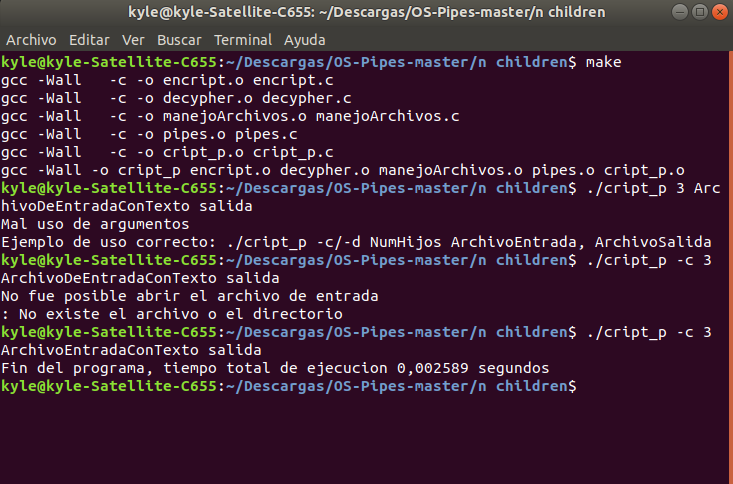 kyle@kyle-Satellite-C655: ~/Descargas/OS-Pipes-master/n children
Archivo Editar Ver Buscar Terminal Ayuda
kyle@kyle-Satellite-C655:~/Descargas/OS-Pipes-master/n children$ make
gcc -Wall   -c -o encript.o encript.c
gcc -Wall   -c -o decypher.o decypher.c
gcc -Wall   -c -o manejoArchivos.o manejoArchivos.c
gcc -Wall   -c -o pipes.o pipes.c
gcc -Wall   -c -o cript_p.o cript_p.c
gcc -Wall -o cript_p encript.o decypher.o manejoArchivos.o pipes.o cript_p.o
kyle@kyle-Satellite-C655:~/Descargas/OS-Pipes-master/n children$ ./cript_p 3 Arc
hivoDeEntradaConTexto salida
Mal uso de argumentos
Ejemplo de uso correcto: ./cript_p -c/-d NumHijos ArchivoEntrada, ArchivoSalida
kyle@kyle-Satellite-C655:~/Descargas/OS-Pipes-master/n children$ ./cript_p -c 3
ArchivoDeEntradaConTexto salida
No fue posible abrir el archivo de entrada
: No existe el archivo o el directorio
kyle@kyle-Satellite-C655:~/Descargas/OS-Pipes-master/n children$ ./cript_p -c 3
ArchivoEntradaConTexto salida
Fin del programa, tiempo total de ejecucion 0,002589 segundos
kyle@kyle-Satellite-C655:~/Descargas/OS-Pipes-master/n children$